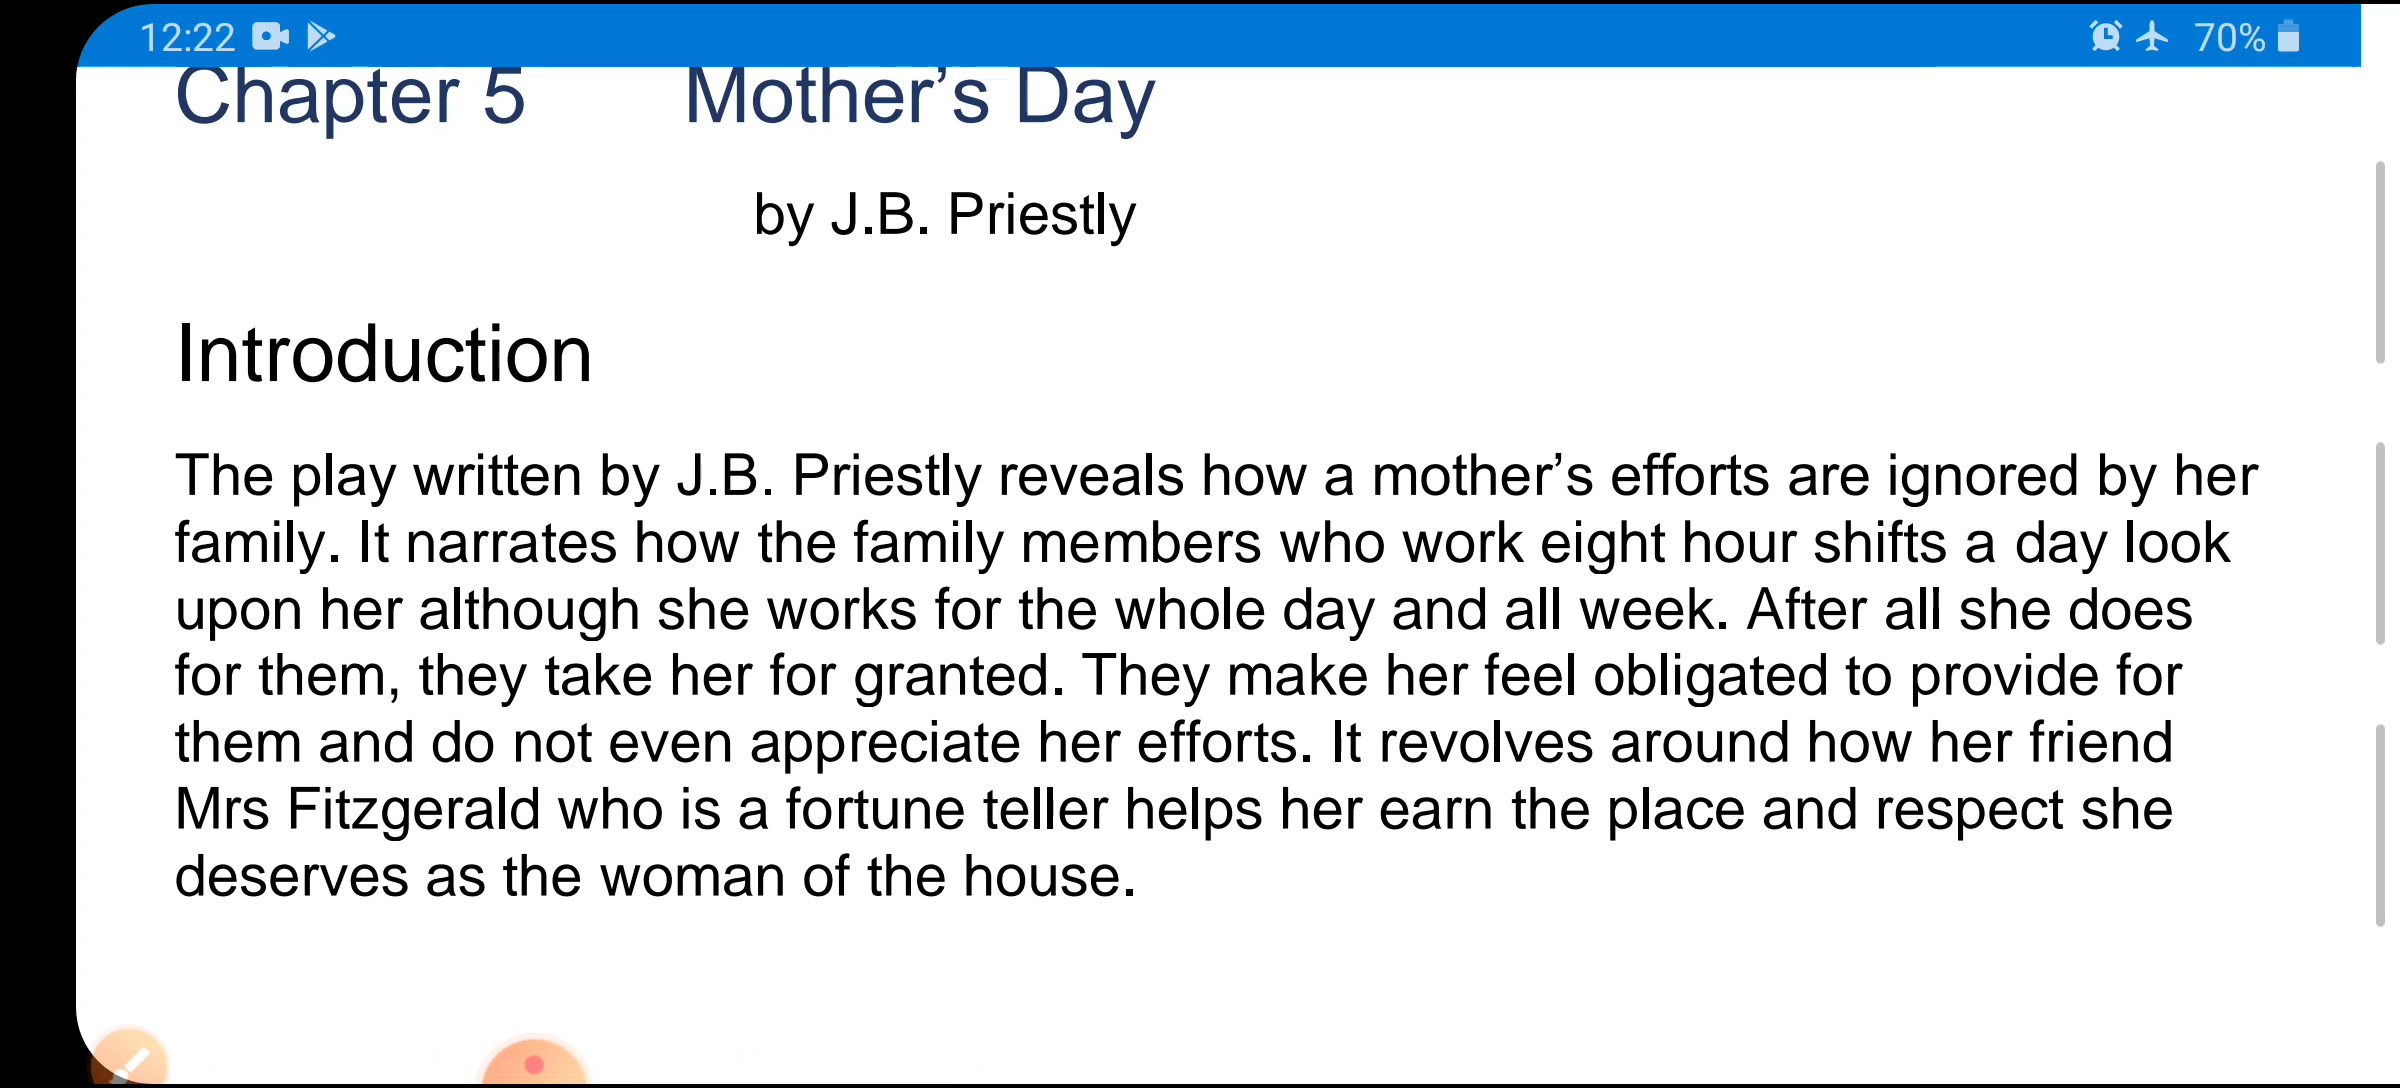 12:22 70%
Chapter 5 Mother’s Day
by J.B. Priestly
Introduction
The play written by J.B. Priestly reveals how a mother’s efforts are ignored by her
family. It narrates how the family members who work eight hour shifts a day look
upon her although she works for the whole day and all week. After all she does
for them, they take her for granted. They make her feel obligated to provide for
them and do not even appreciate her efforts. It revolves around how her friend
Mrs Fitzgerald who is a fortune teller helps her earn the place and respect she
deserves as the woman of the house.